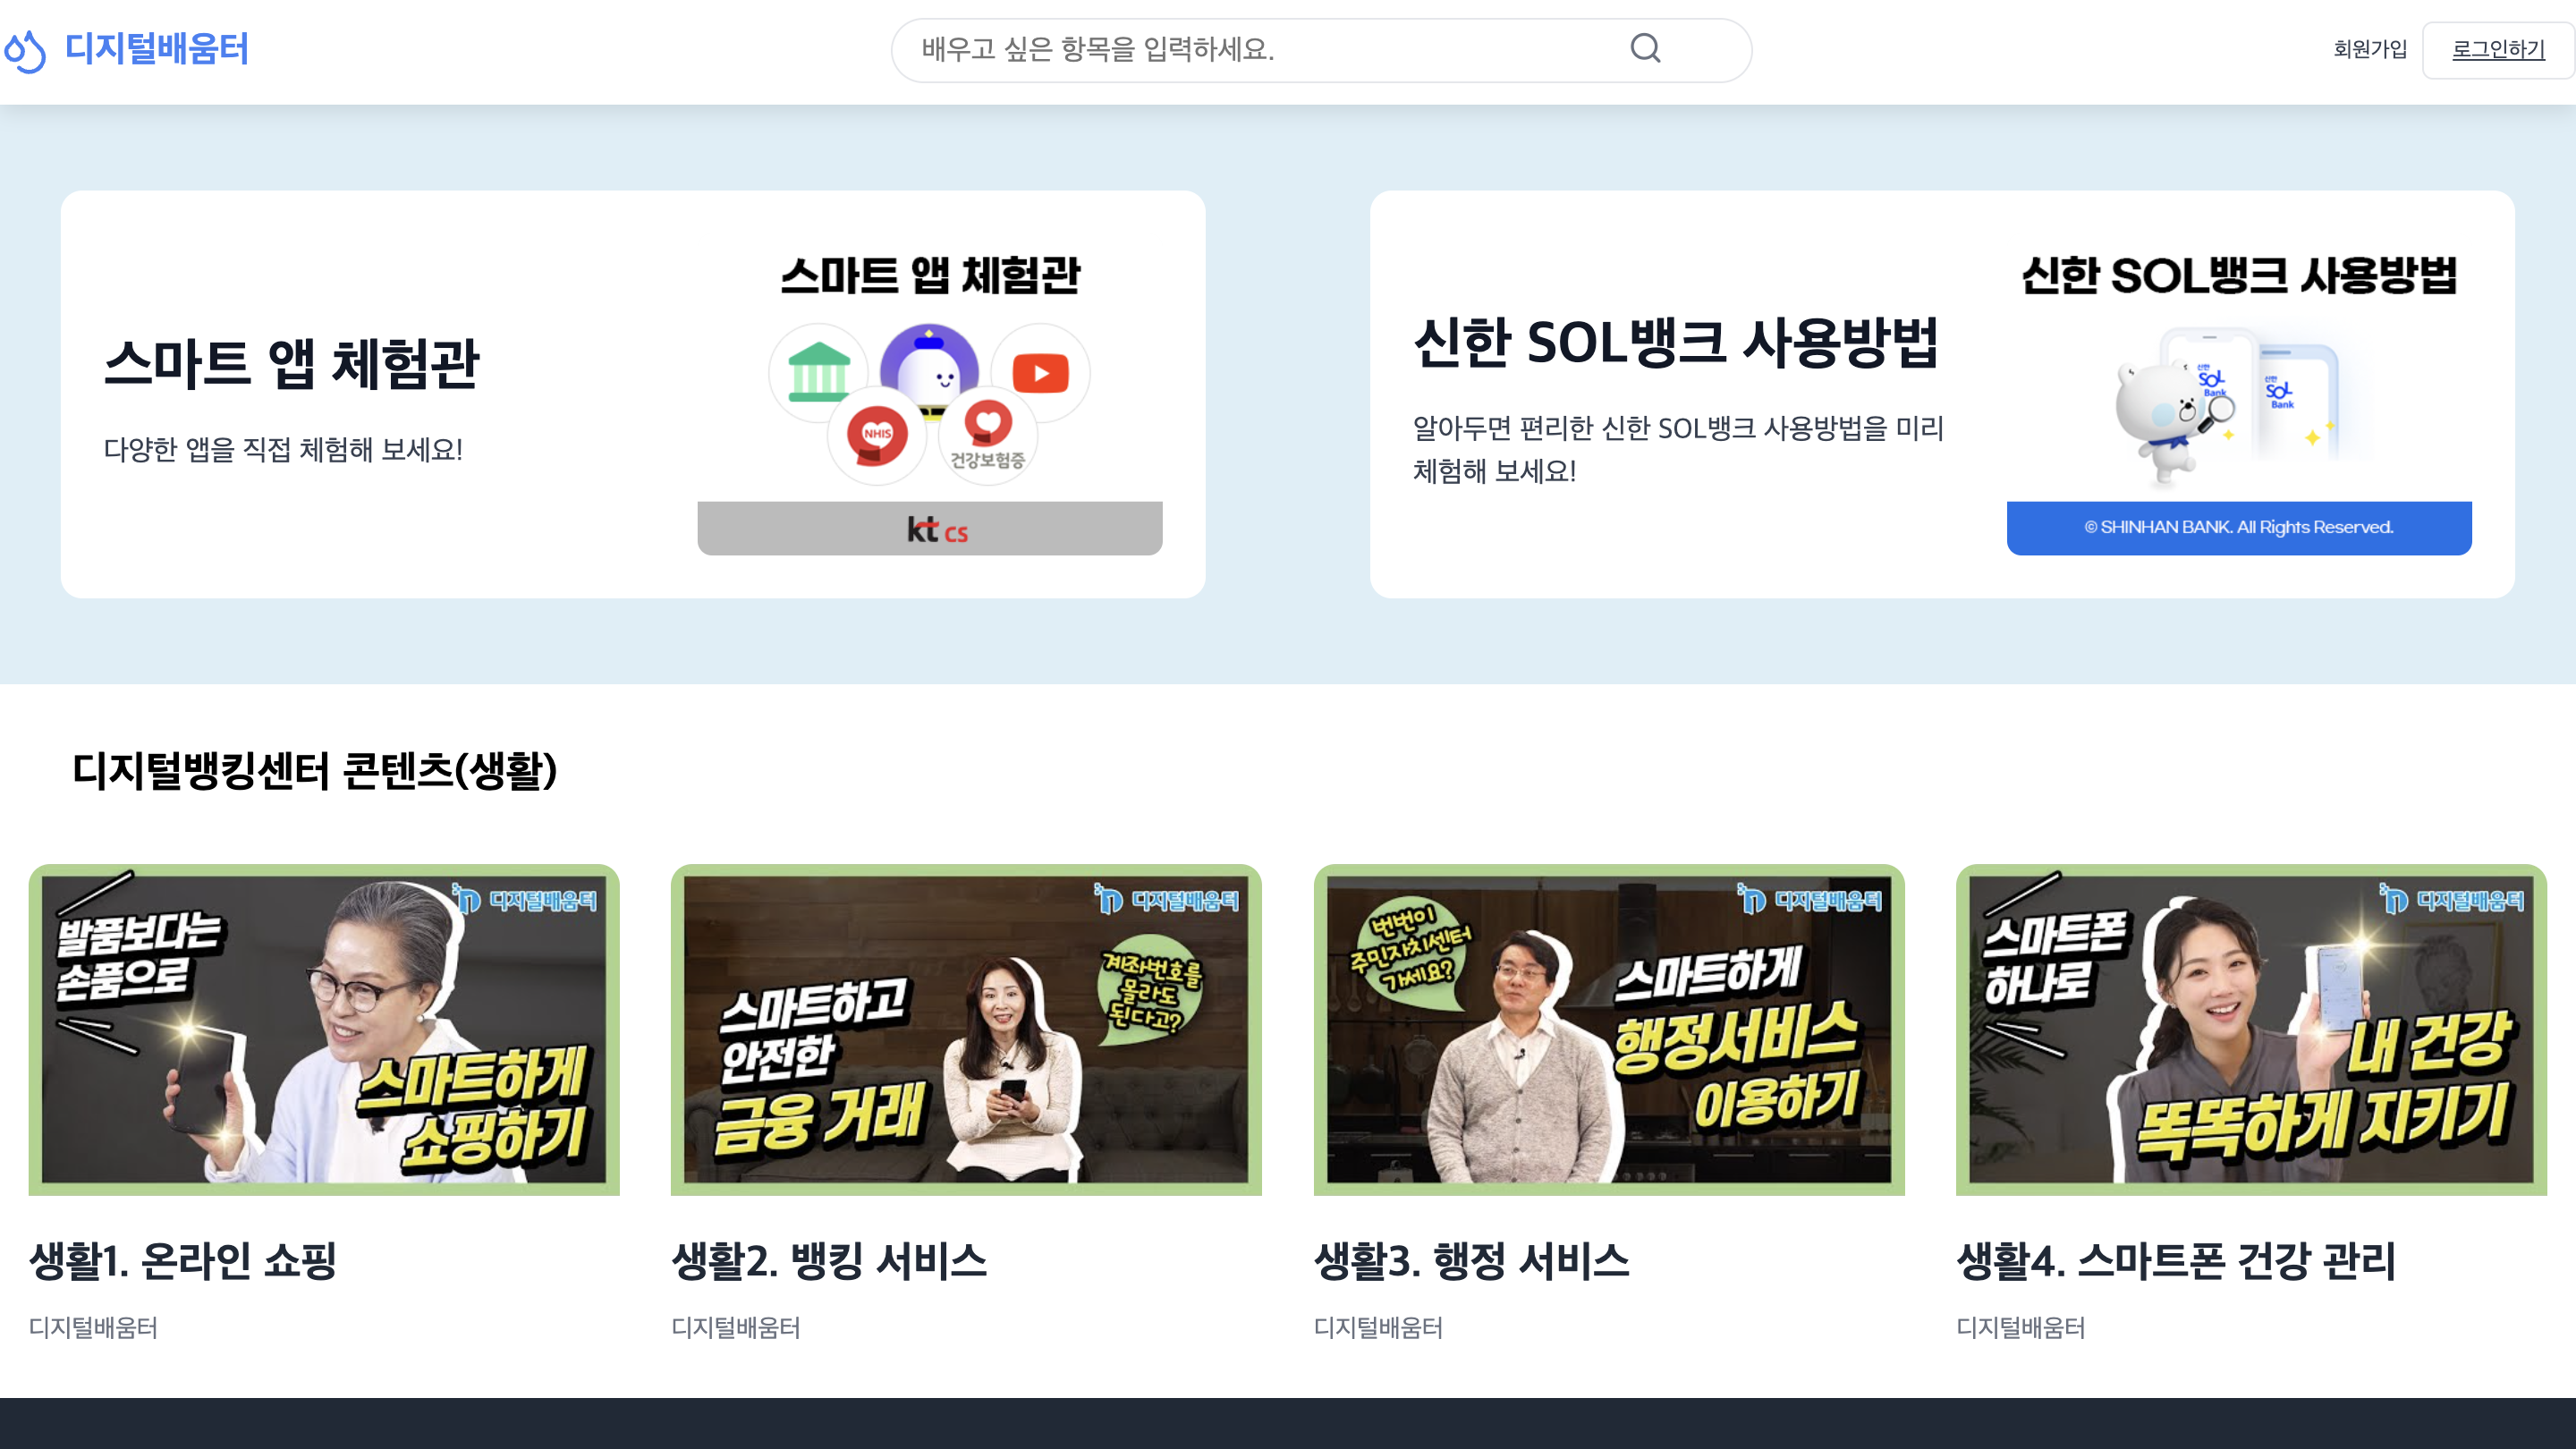 디지털배움터
배우고 싶은 항목을 입력하세요.
회원가입
로그인하기
스마트 앱 체험관
다양한 앱을 직접 체험해 보세요!
스마트 앱 체험관
NHIS
건강보험증
kt cs
신한 SOL뱅크 사용방법
알아두면 편리한 신한 SOL뱅크 사용방법을 미리
체험해 보세요!
신한 SOL뱅크 사용방법
신한
SOL
Bank
신한
SOL
Bank
© SHINHAN BANK. All Rights Reserved.
디지털뱅킹센터 콘텐츠(생활)
발품보다는
손품으로
디지털배움터
스마트하게
쇼핑하기
디지털배움터
스마트하고
안전한
금융 거래
계좌번호를
몰라도
된다고?
번번이
주민자치센터
가세요?
디지털배움터
스마트하게
행정서비스
이용하기
스마트폰
하나로
디지털배움터
내 건강
똑똑하게 지키기
생활1. 온라인 쇼핑
디지털배움터
생활2. 뱅킹 서비스
디지털배움터
생활3. 행정 서비스
디지털배움터
생활4. 스마트폰 건강 관리
디지털배움터